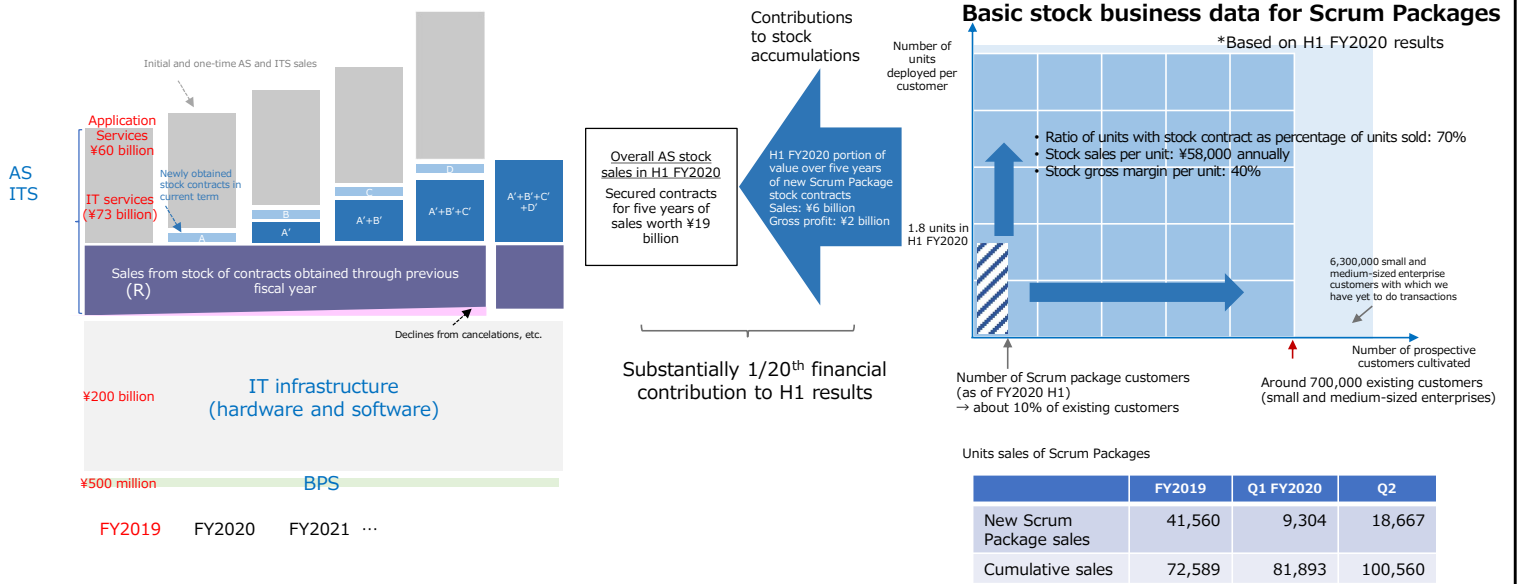 Initial and one-time AS and ITS sales
Application
Services
¥60 billion
AS
ITS
IT services
(¥73 billion)
Newly obtained
stock contracts in
current term
A
B
A’
C
A’+B’
D
A’+B’+C’
A’+B’+C’
+D’
Sales from stock of contracts obtained through previous
(R)
fiscal year
Declines from cancelations, etc.
IT infrastructure
(hardware and software)
¥200 billion
¥500 million
BPS
FY2019
FY2020
FY2021
…
Contributions
to stock
accumulations
Overall AS stock
sales in H1 FY2020
Secured contracts
for five years of
sales worth ¥19
billion
H1 FY2020 portion of
value over five years
of new Scrum Package
stock contracts
Sales: ¥6 billion
Gross profit: ¥2 billion
Substantially 1/20th financial
contribution to H1 results
Basic stock business data for Scrum Packages
*Based on H1 FY2020 results
Number of
units
deployed per
customer
• Ratio of units with stock contract as percentage of units sold: 70%
• Stock sales per unit: ¥58,000 annually
• Stock gross margin per unit: 40%
1.8 units in
H1 FY2020
6,300,000 small and
medium-sized enterprise
customers with which we
have yet to do transactions
Number of prospective
customers cultivated
Number of Scrum package customers
(as of FY2020 H1)
→ about 10% of existing customers
Around 700,000 existing customers
(small and medium-sized enterprises)
Units sales of Scrum Packages
FY2019 Q1 FY2020 Q2
New Scrum
Package sales 41,560 9,304 18,667
Cumulative sales 72,589 81,893 100,560